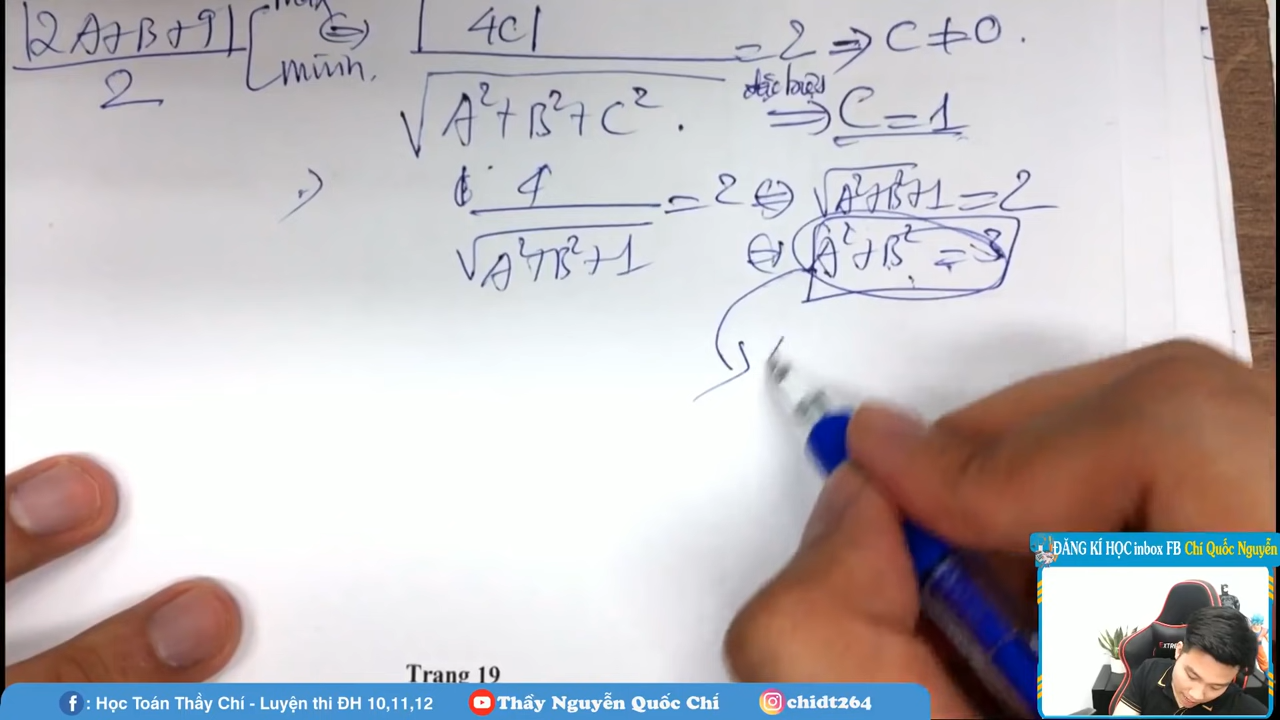 |2A+B+9| / 2 [ max min. ⇔ |4C| / √(A²+B²+C²) = 2 ⇒ C ≠ 0.
đặc biệt ⇒ C = 1
⇒ 4 / √(A²+B²+1) = 2 ⇔ √(A²+B²+1) = 2
⇔ A²+B² = 3
ĐĂNG KÍ HỌC inbox FB Chí Quốc Nguyễn
Trang 19
: Học Toán Thầy Chí - Luyện thi ĐH 10,11,12 Thầy Nguyễn Quốc Chí chidt264